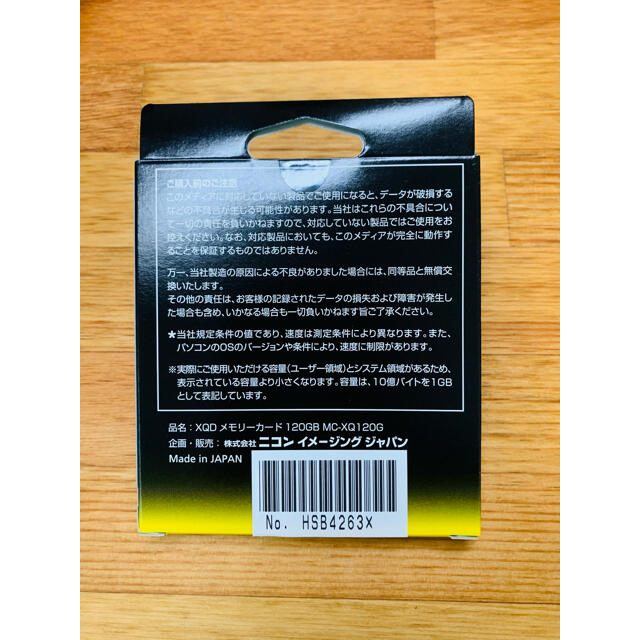 ご購入前のご注意
このメディアに対応していない製品でご使用になると、データが破損する
などの不具合が生じる可能性があります。当社はこれらの不具合につい
て一切の責任を負いかねますので、対応していない製品ではご使用をお
控えください。なお、対応製品においても、このメディアが完全に動作す
ることを保証するものではありません。
万一、当社製造の原因による不良がありました場合には、同等品と無償交
換いたします。
その他の責任は、お客様の記録されたデータの損失および障害が発生し
た場合も含め、いかなる場合も一切負いかねます旨ご了承ください。
*当社規定条件の値であり、速度は測定条件により異なります。また、
パソコンのOSのバージョンや条件により、速度に制限があります。
※実際にご使用いただける容量(ユーザー領域)とシステム領域があるため、
表示されている容量より小さくなります。容量は、10億バイトを1GB
として表記しています。
品名:XQD メモリーカード 120GB MC-XQ120G
企画・販売:株式会社 ニコン イメージング ジャパン
Made in JAPAN
No. HSB4263X